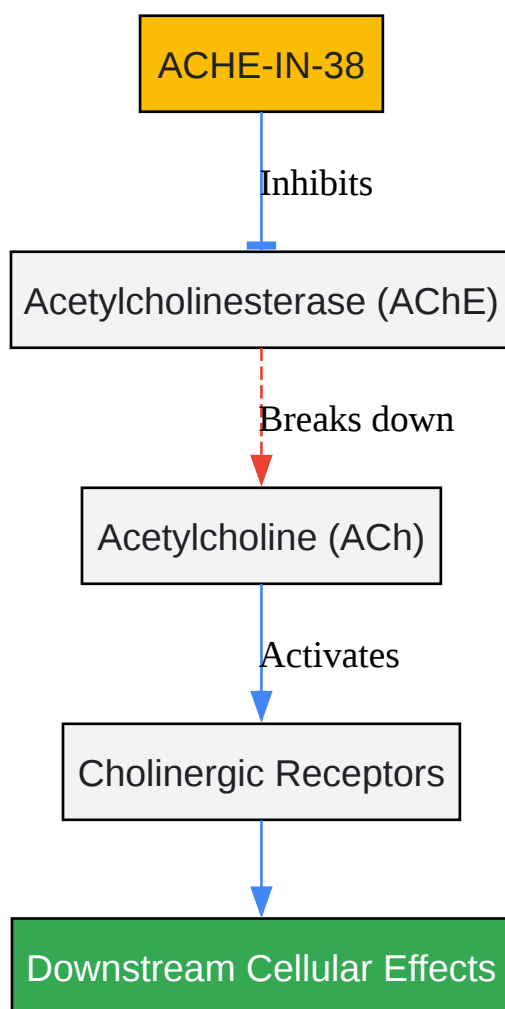 ACHE-IN-38
Inhibits
Acetylcholinesterase (AChE)
Breaks down
Acetylcholine (ACh)
Activates
Cholinergic Receptors
Downstream Cellular Effects